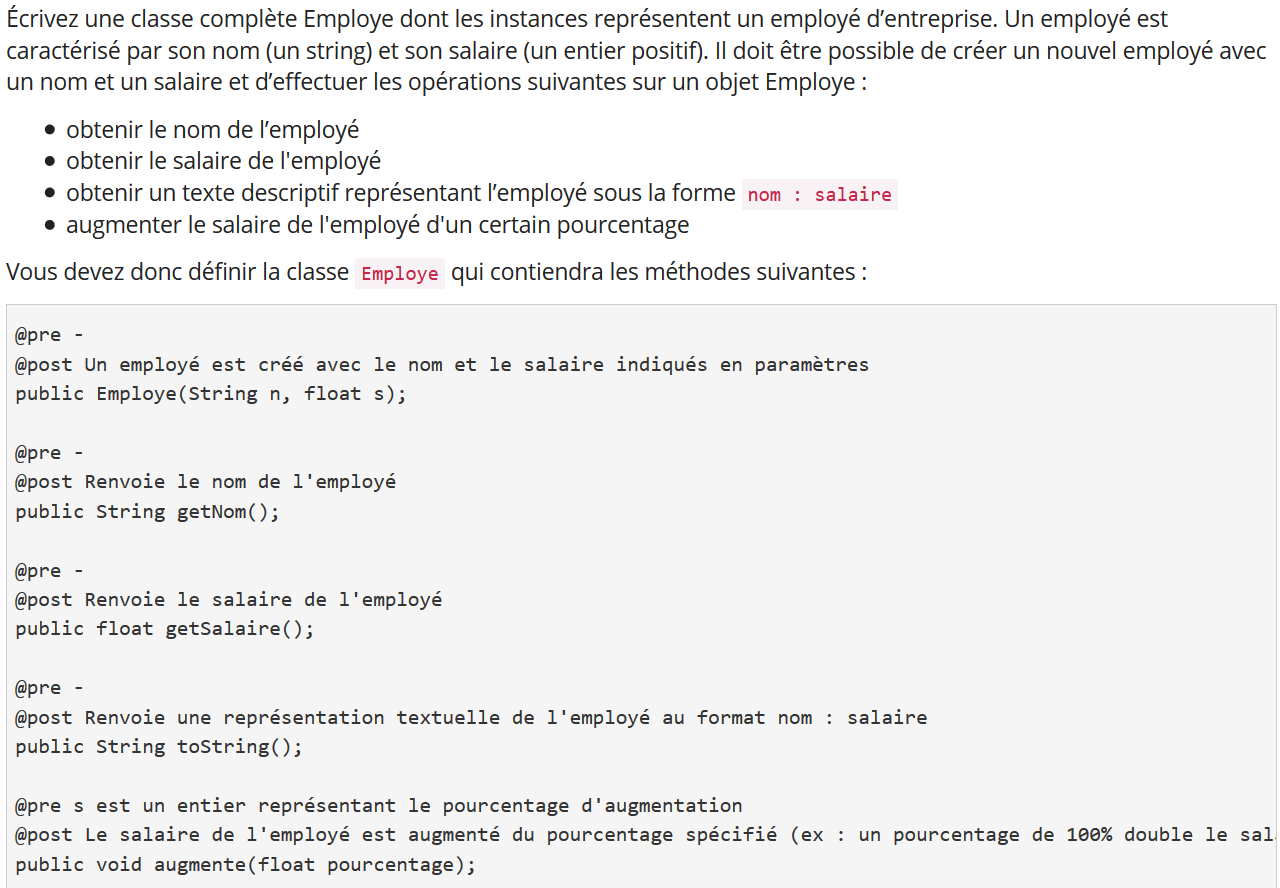 Écrivez une classe complète Employe dont les instances représentent un employé d’entreprise. Un employé est
caractérisé par son nom (un string) et son salaire (un entier positif). Il doit être possible de créer un nouvel employé avec
un nom et un salaire et d’effectuer les opérations suivantes sur un objet Employe :
• obtenir le nom de l’employé
• obtenir le salaire de l'employé
• obtenir un texte descriptif représentant l’employé sous la forme nom : salaire
• augmenter le salaire de l'employé d'un certain pourcentage
Vous devez donc définir la classe Employe qui contiendra les méthodes suivantes :
@pre -
@post Un employé est créé avec le nom et le salaire indiqués en paramètres
public Employe(String n, float s);
@pre -
@post Renvoie le nom de l'employé
public String getNom();
@pre -
@post Renvoie le salaire de l'employé
public float getSalaire();
@pre -
@post Renvoie une représentation textuelle de l'employé au format nom : salaire
public String toString();
@pre s est un entier représentant le pourcentage d'augmentation
@post Le salaire de l'employé est augmenté du pourcentage spécifié (ex : un pourcentage de 100% double le sal
public void augmente(float pourcentage);